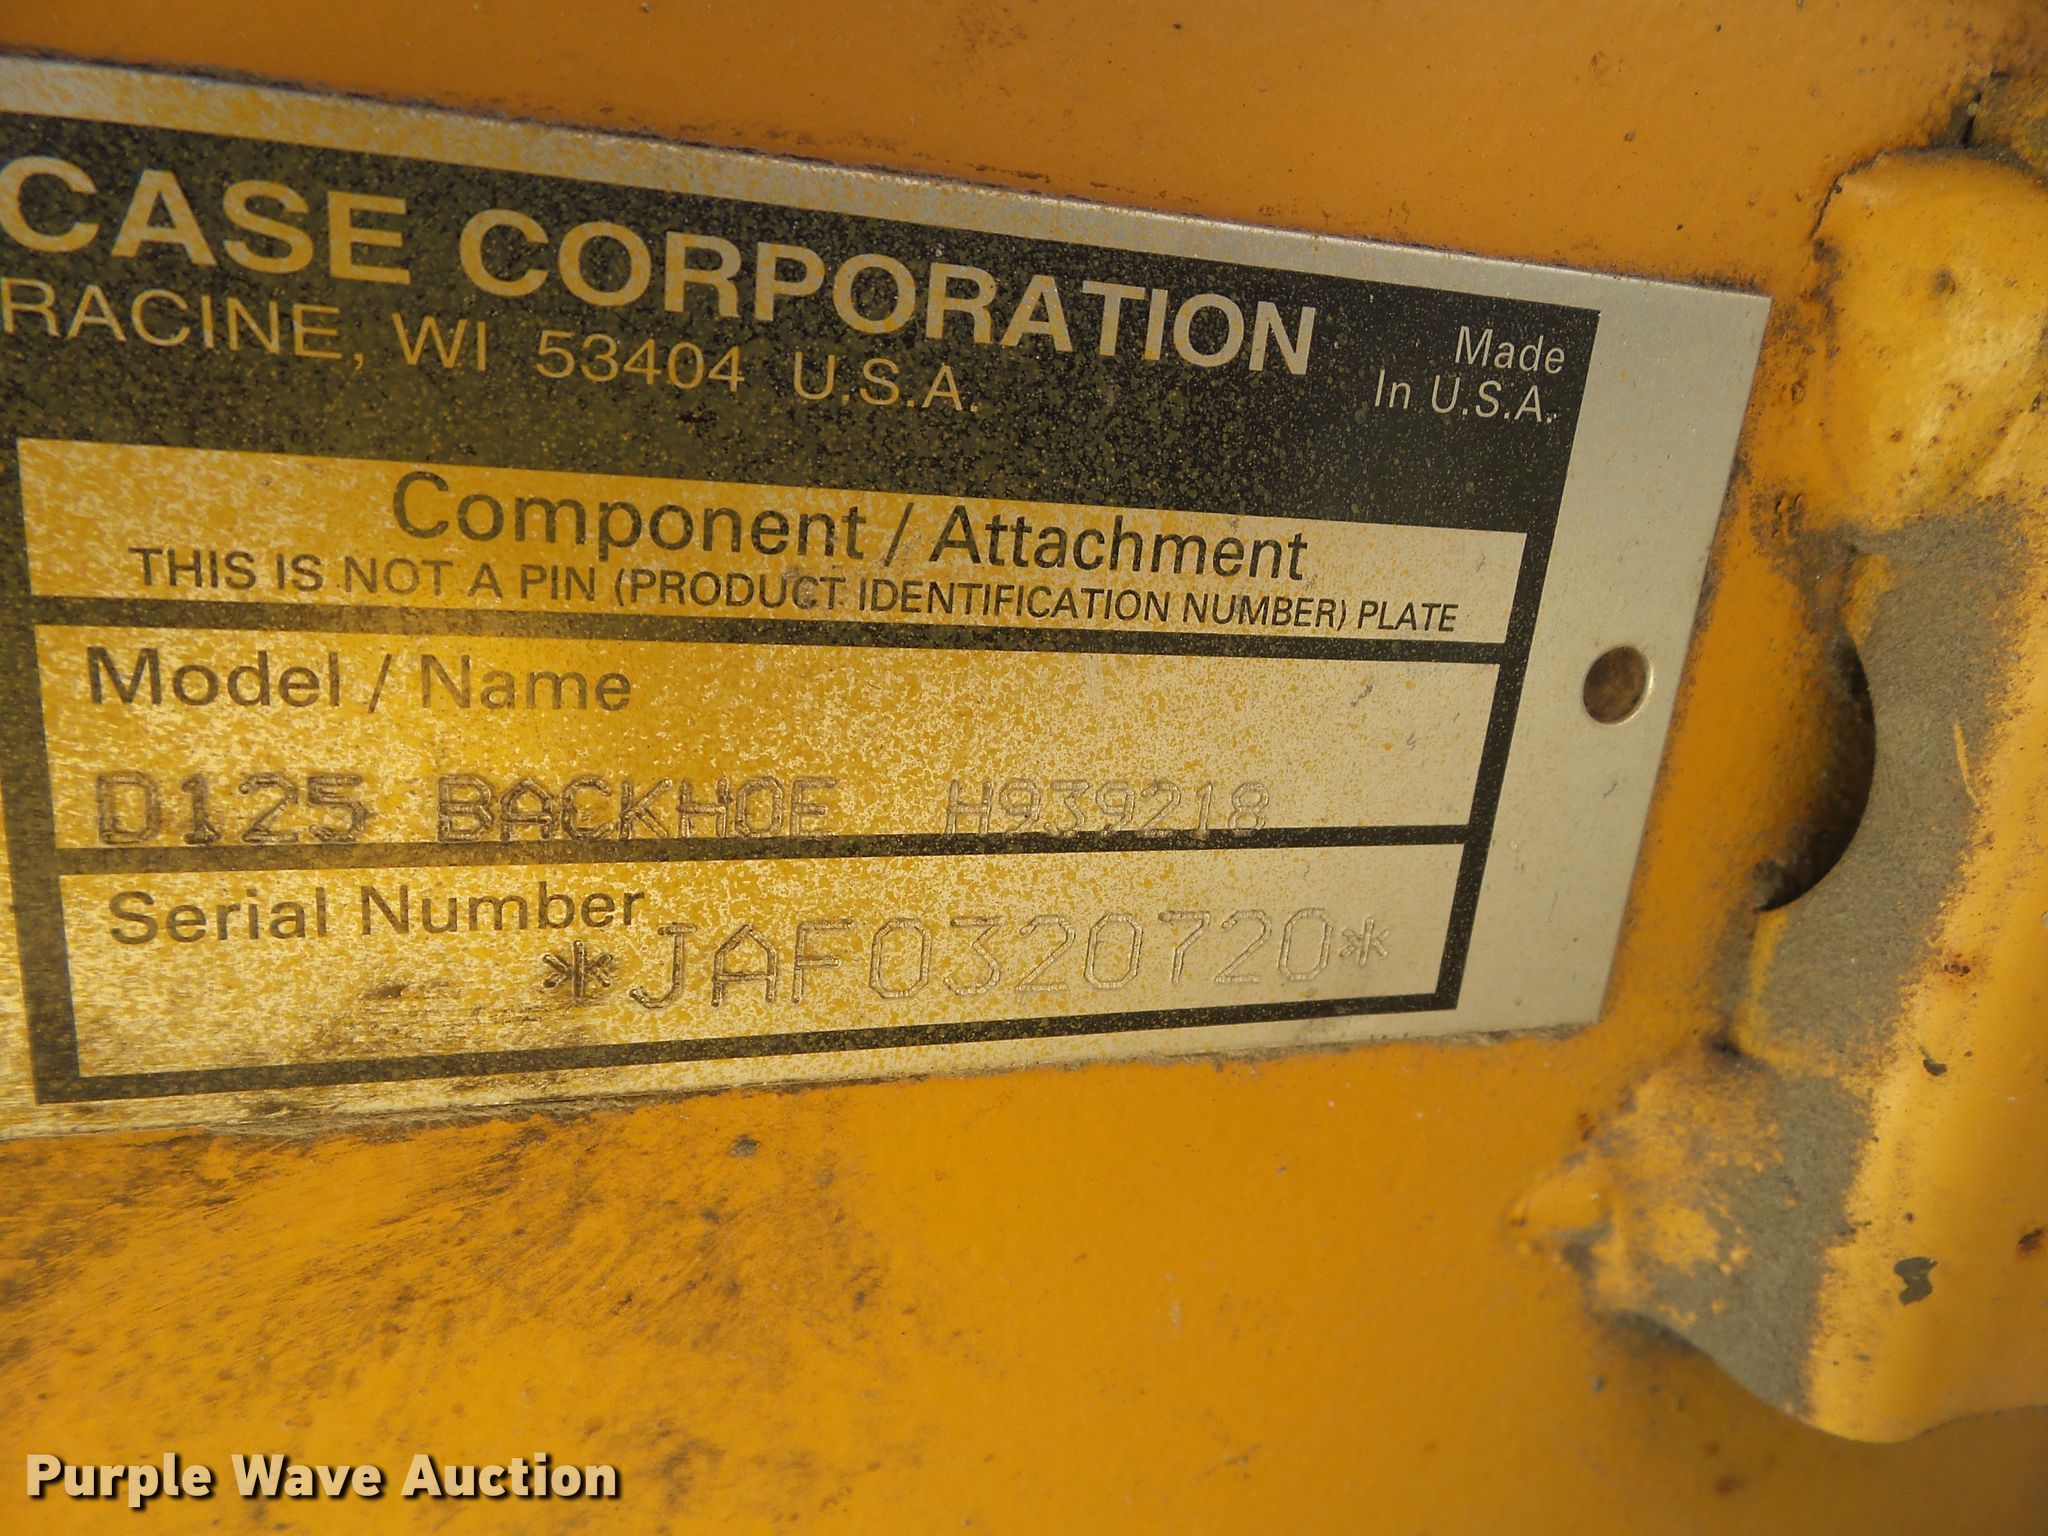 CASE CORPORATION
RACINE, WI 53404 U.S.A.
Made
In U.S.A.
Component / Attachment
THIS IS NOT A PIN (PRODUCT IDENTIFICATION NUMBER) PLATE
Model / Name
D125 BACKHOE H939218
Serial Number
*JAF0320720*
Purple Wave Auction